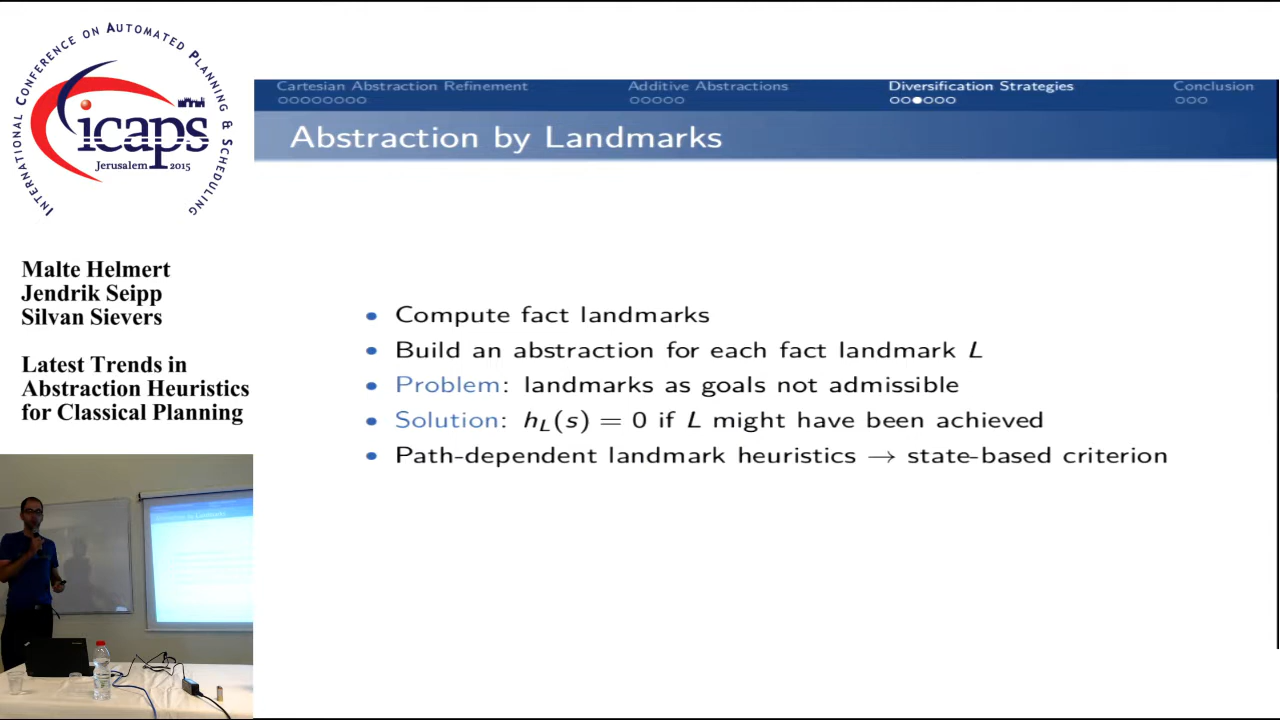 INTERNATIONAL CONFERENCE ON AUTOMATED PLANNING & SCHEDULING
icaps
Jerusalem 2015
Malte Helmert
Jendrik Seipp
Silvan Sievers
Latest Trends in
Abstraction Heuristics
for Classical Planning
Cartesian Abstraction Refinement Additive Abstractions Diversification Strategies Conclusion
Abstraction by Landmarks
• Compute fact landmarks
• Build an abstraction for each fact landmark L
• Problem: landmarks as goals not admissible
• Solution: hL(s) = 0 if L might have been achieved
• Path-dependent landmark heuristics → state-based criterion